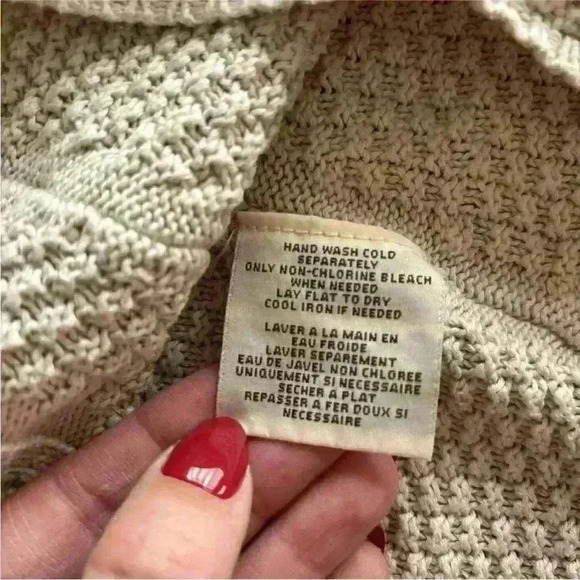 HAND WASH COLD
SEPARATELY
ONLY NON-CHLORINE BLEACH
WHEN NEEDED
LAY FLAT TO DRY
COOL IRON IF NEEDED
LAVER A LA MAIN EN
EAU FROIDE
LAVER SEPAREMENT
EAU DE JAVEL NON CHLOREE
UNIQUEMENT SI NECESSAIRE
SECHER A PLAT
REPASSER A FER DOUX SI
NECESSAIRE